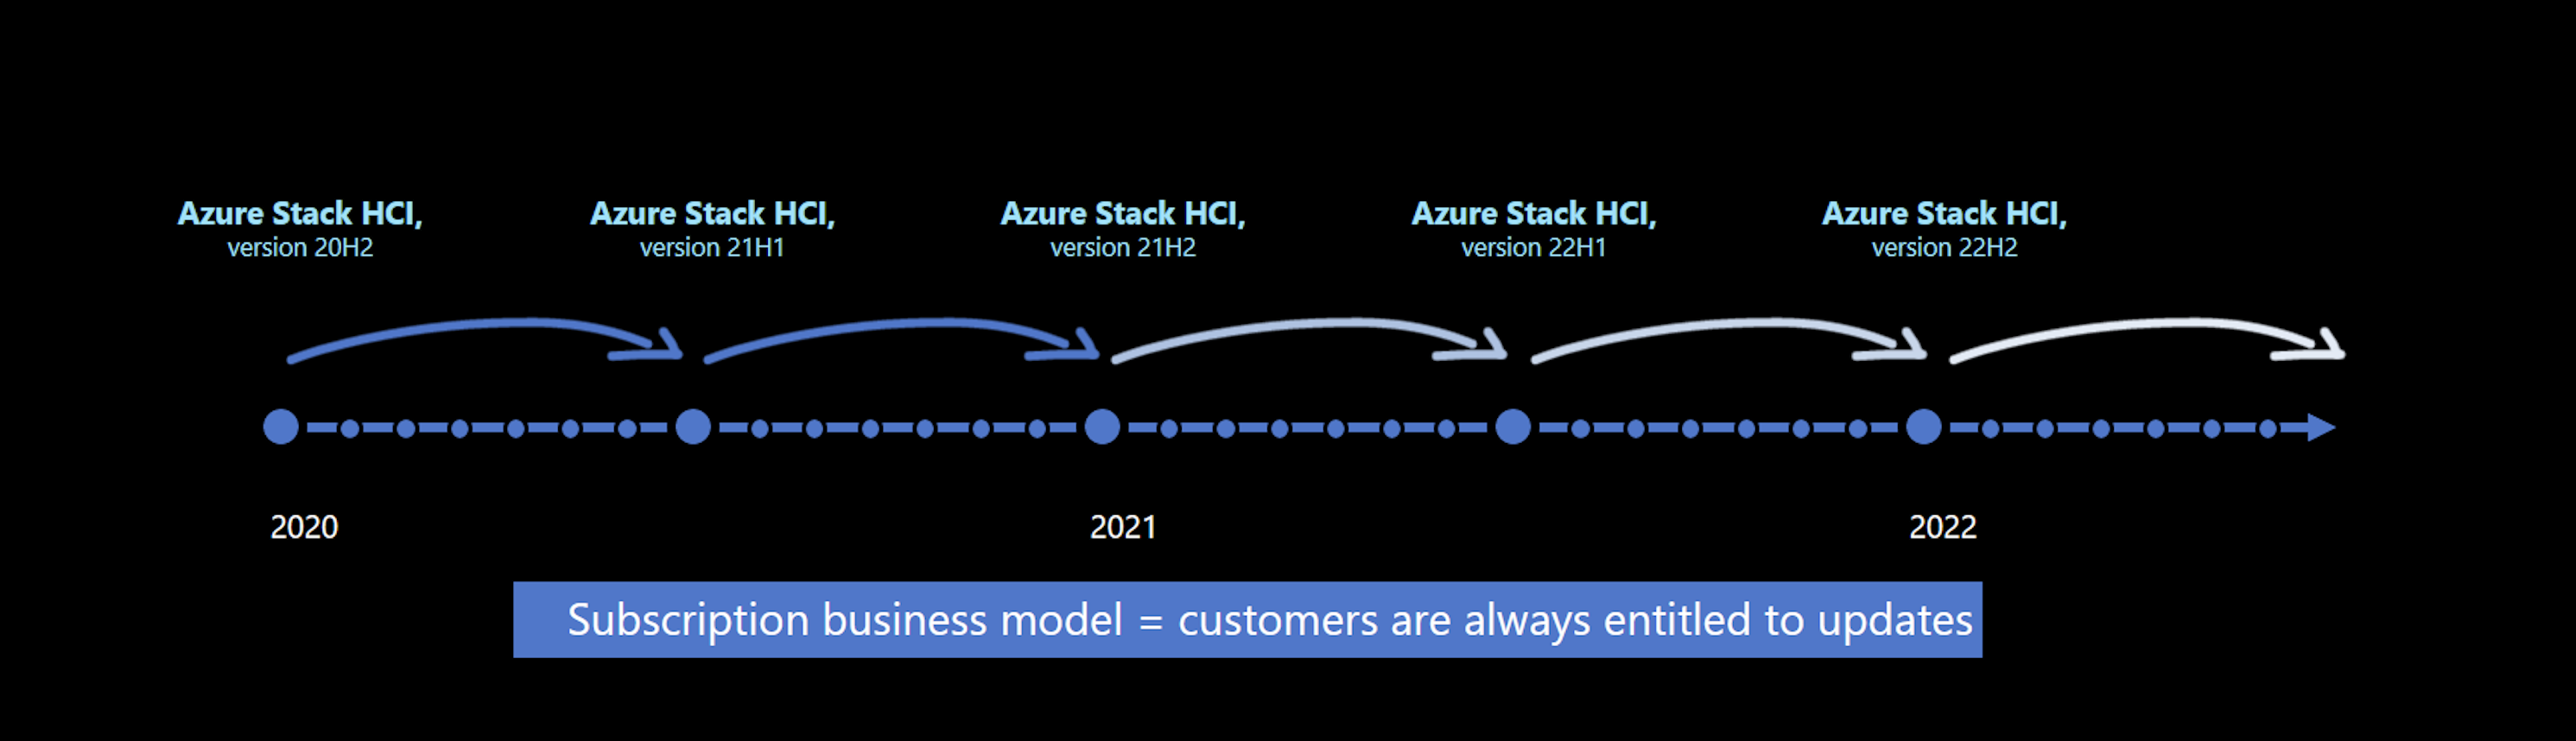 Azure Stack HCI,
version 20H2
Azure Stack HCI,
version 21H1
Azure Stack HCI,
version 21H2
Azure Stack HCI,
version 22H1
Azure Stack HCI,
version 22H2
2020
2021
2022
Subscription business model = customers are always entitled to updates